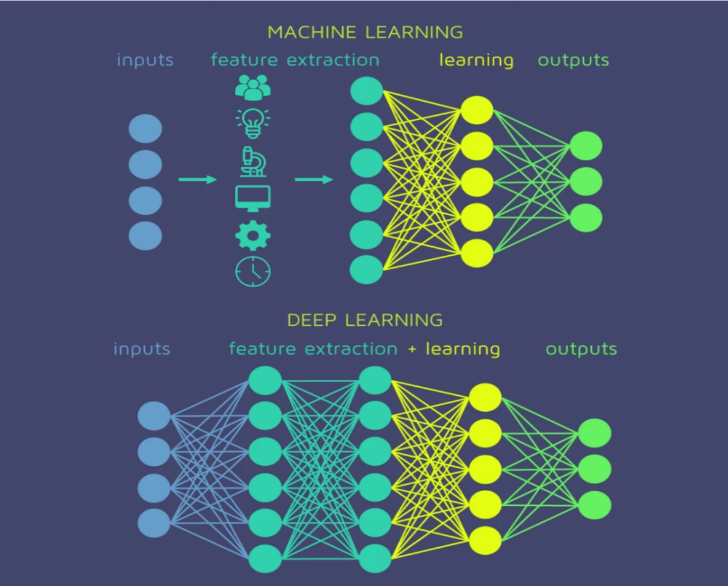 MACHINE LEARNING
inputs feature extraction learning outputs
DEEP LEARNING
inputs feature extraction + learning outputs